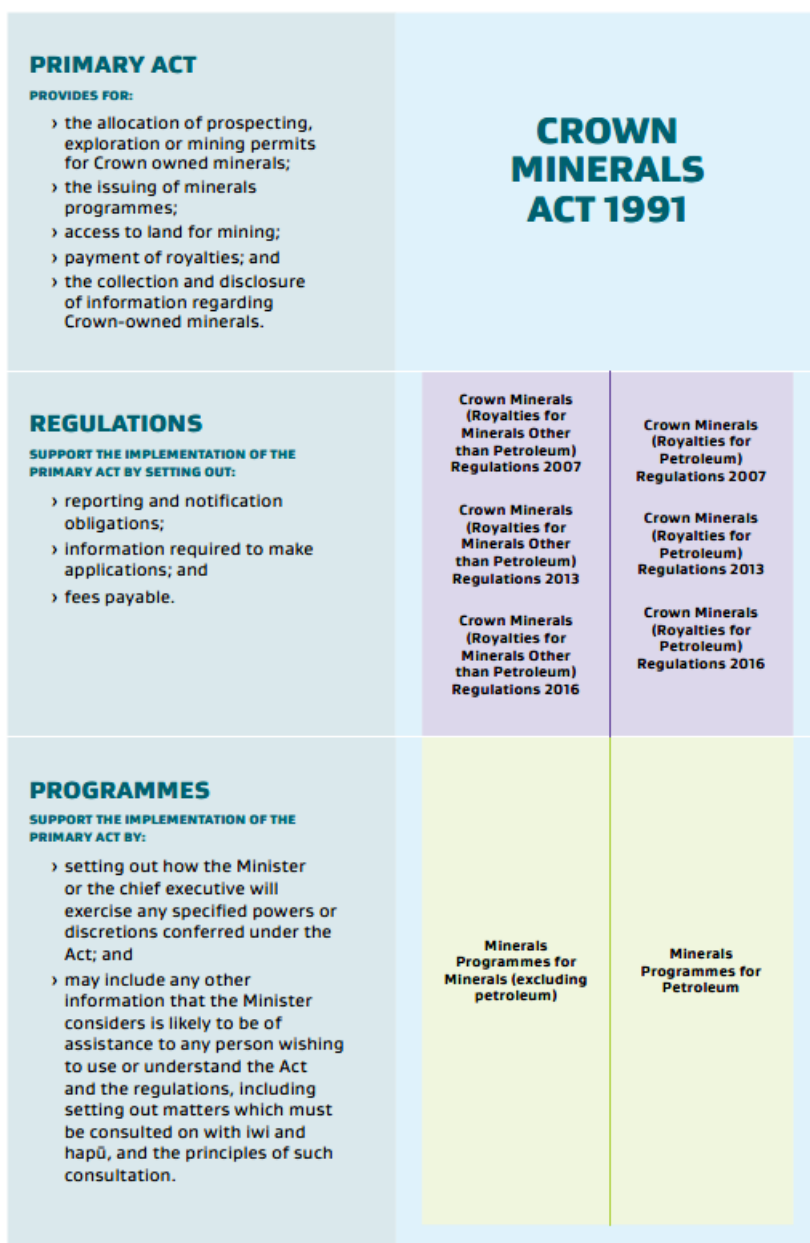 PRIMARY ACT
PROVIDES FOR:
› the allocation of prospecting,
exploration or mining permits
for Crown owned minerals;
› the issuing of minerals
programmes;
› access to land for mining;
› payment of royalties; and
› the collection and disclosure
of information regarding
Crown-owned minerals.
CROWN
MINERALS
ACT 1991
REGULATIONS
SUPPORT THE IMPLEMENTATION OF THE
PRIMARY ACT BY SETTING OUT:
› reporting and notification
obligations;
› information required to make
applications; and
› fees payable.
Crown Minerals
(Royalties for
Minerals Other
than Petroleum)
Regulations 2007
Crown Minerals
(Royalties for
Minerals Other
than Petroleum)
Regulations 2013
Crown Minerals
(Royalties for
Minerals Other
than Petroleum)
Regulations 2016
Crown Minerals
(Royalties for
Petroleum)
Regulations 2007
Crown Minerals
(Royalties for
Petroleum)
Regulations 2013
Crown Minerals
(Royalties for
Petroleum)
Regulations 2016
PROGRAMMES
SUPPORT THE IMPLEMENTATION OF THE
PRIMARY ACT BY:
› setting out how the Minister
or the chief executive will
exercise any specified powers or
discretions conferred under the
Act; and
› may include any other
information that the Minister
considers is likely to be of
assistance to any person wishing
to use or understand the Act
and the regulations, including
setting out matters which must
be consulted on with iwi and
hapū, and the principles of such
consultation.
Minerals
Programmes for
Minerals (excluding
petroleum)
Minerals
Programmes for
Petroleum